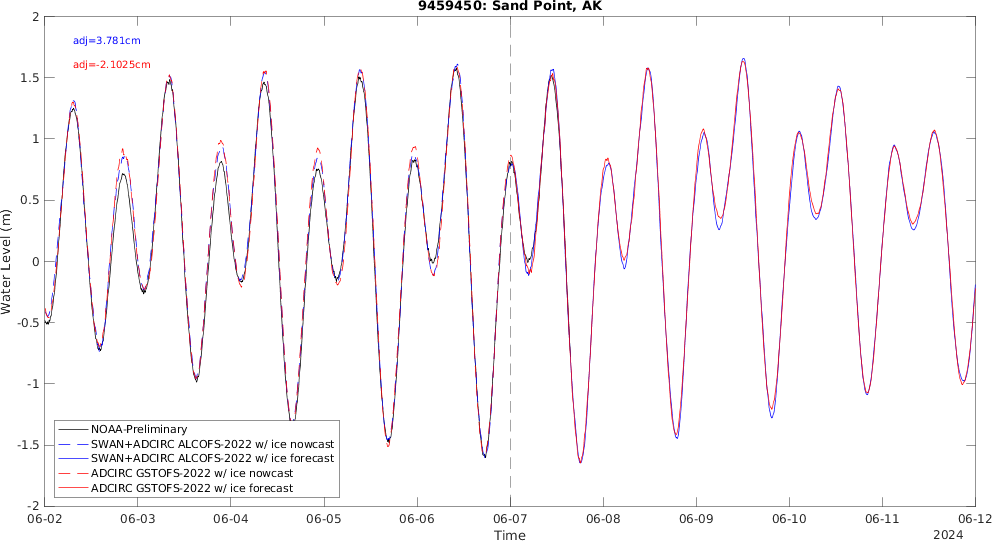 9459450: Sand Point, AK
2
adj=3.781cm
adj=-2.1025cm
1.5
1
0.5
0
-0.5
-1
-1.5
-2
Water Level (m)
NOAA-Preliminary
SWAN+ADCIRC ALCOFS-2022 w/ ice nowcast
SWAN+ADCIRC ALCOFS-2022 w/ ice forecast
ADCIRC GSTOFS-2022 w/ ice nowcast
ADCIRC GSTOFS-2022 w/ ice forecast
06-02 06-03 06-04 06-05 06-06 06-07 06-08 06-09 06-10 06-11 06-12
Time
2024